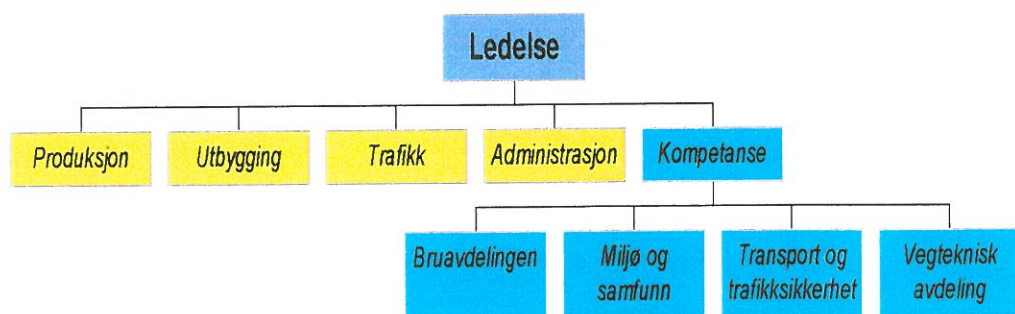 Ledelse
Produksjon
Utbygging
Trafikk
Administrasjon
Kompetanse
Bruavdelingen
Miljø og
samfunn
Transport og
trafikksikkerhet
Vegteknisk
avdeling